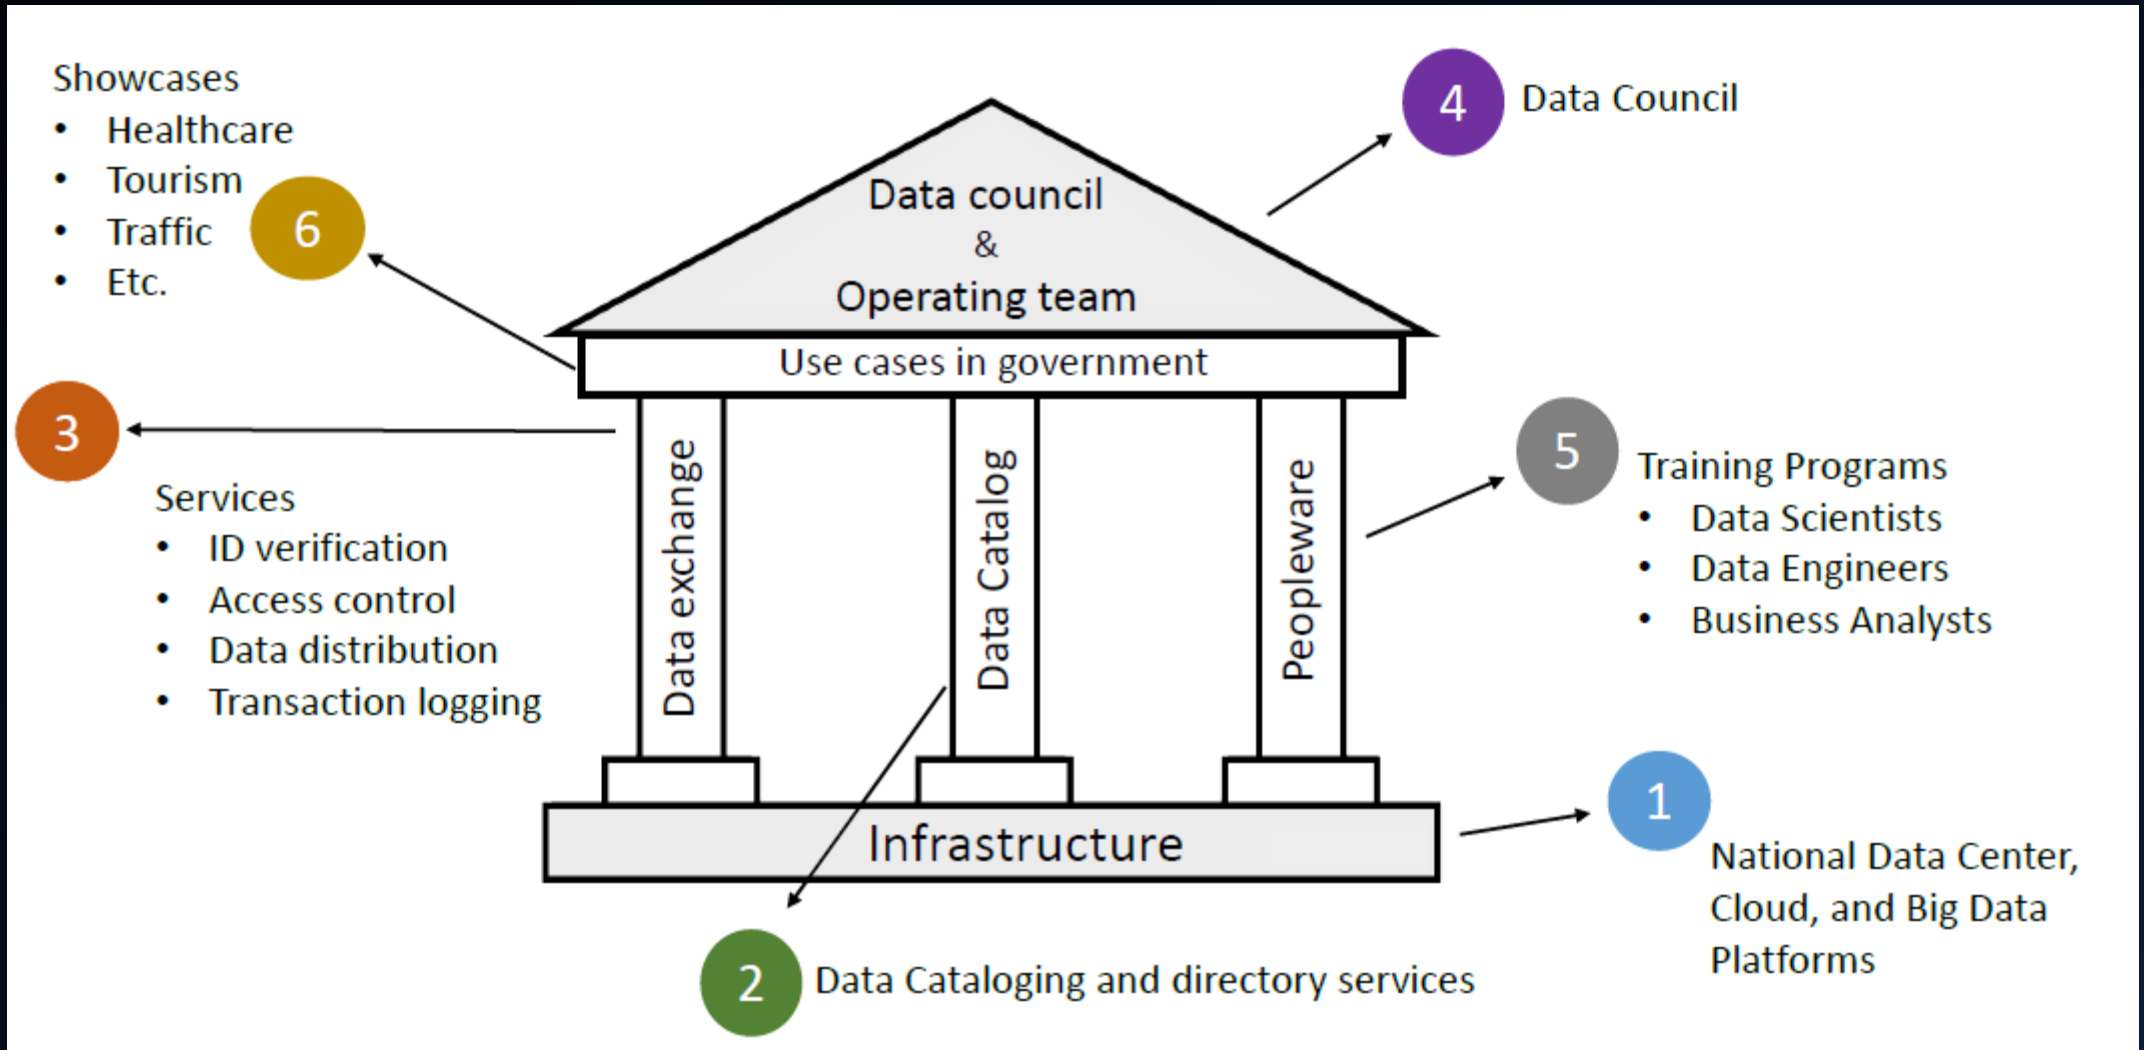 Showcases
• Healthcare
• Tourism
• Traffic
• Etc.
6
4
Data Council
Data council
&
Operating team
Use cases in government
3
Services
• ID verification
• Access control
• Data distribution
• Transaction logging
Data exchange
Data Catalog
Peopleware
5
Training Programs
• Data Scientists
• Data Engineers
• Business Analysts
Infrastructure
1
National Data Center,
Cloud, and Big Data
Platforms
2
Data Cataloging and directory services